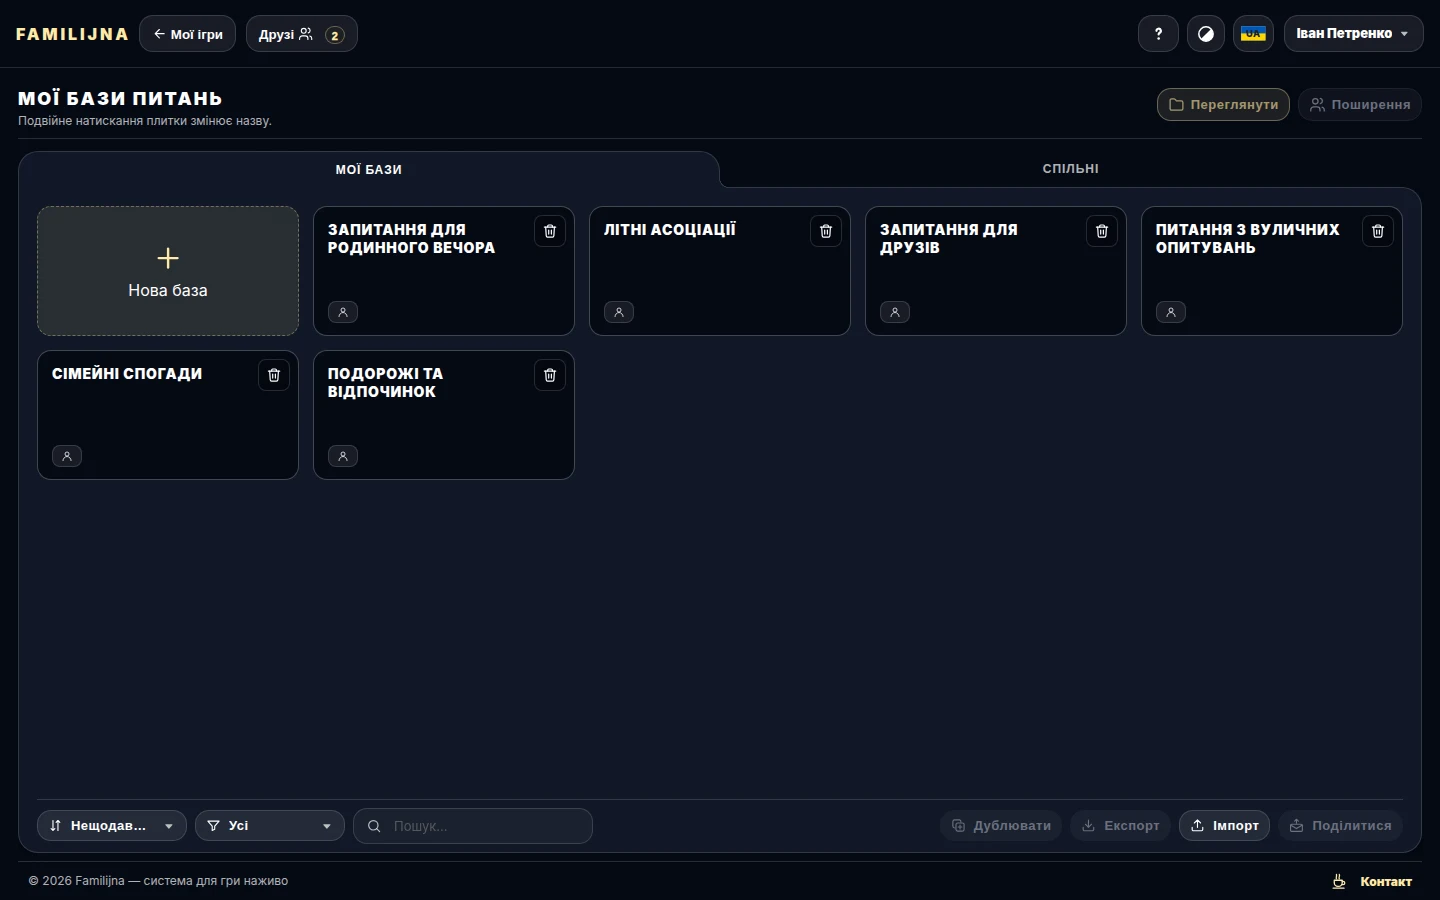 FAMILIJNA
← Мої ігри
Друзі 2
?
UA
Іван Петренко
МОЇ БАЗИ ПИТАНЬ
Подвійне натискання плитки змінює назву.
Переглянути
Поширення
МОЇ БАЗИ
СПІЛЬНІ
Нова база
ЗАПИТАННЯ ДЛЯ
РОДИННОГО ВЕЧОРА
ЛІТНІ АСОЦІАЦІЇ
ЗАПИТАННЯ ДЛЯ
ДРУЗІВ
ПИТАННЯ З ВУЛИЧНИХ
ОПИТУВАНЬ
СІМЕЙНІ СПОГАДИ
ПОДОРОЖІ ТА
ВІДПОЧИНОК
Нещодав...
Усі
Пошук...
Дублювати
Експорт
Імпорт
Поділитися
© 2026 Familijna — система для гри наживо
Контакт